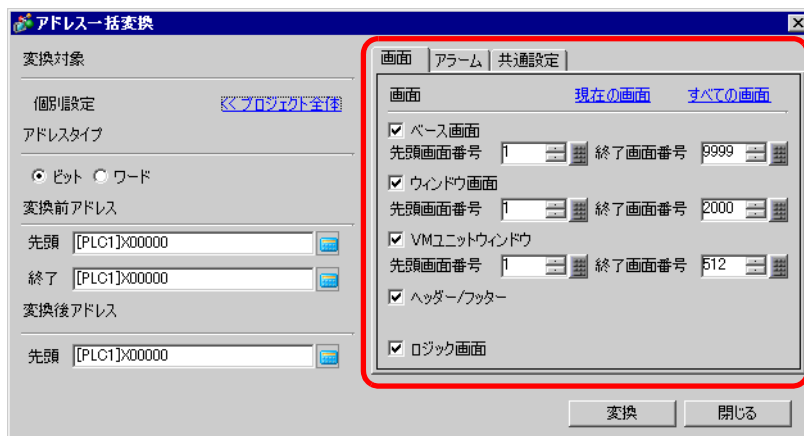 アドレス一括変換
変換対象
個別設定 << プロジェクト全体
アドレスタイプ
ビット ワード
変換前アドレス
先頭 [PLC1]X00000
終了 [PLC1]X00000
変換後アドレス
先頭 [PLC1]X00000
画面 アラーム 共通設定
画面 現在の画面 すべての画面
ベース画面
先頭画面番号 1 終了画面番号 9999
ウィンドウ画面
先頭画面番号 1 終了画面番号 2000
VMユニットウィンドウ
先頭画面番号 1 終了画面番号 512
ヘッダー/フッター
ロジック画面
変換 閉じる